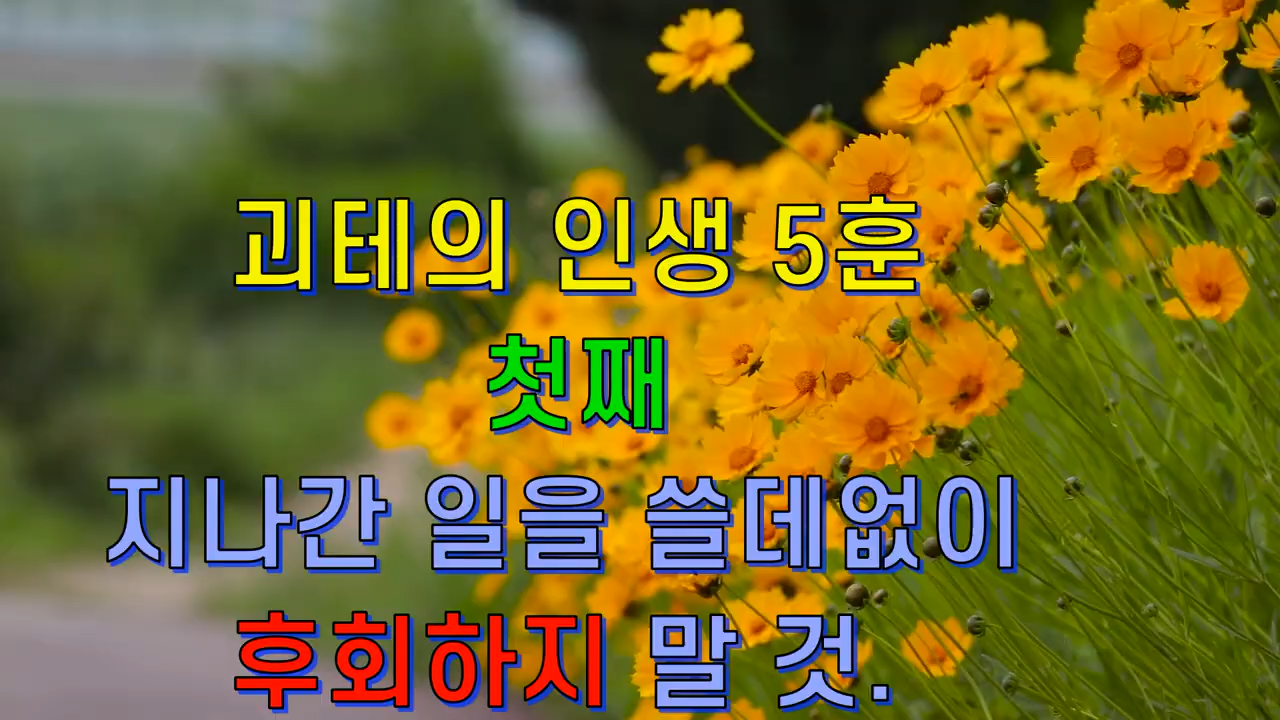 괴테의 인생 5훈
첫째
지나간 일을 쓸데없이
후회하지 말 것.